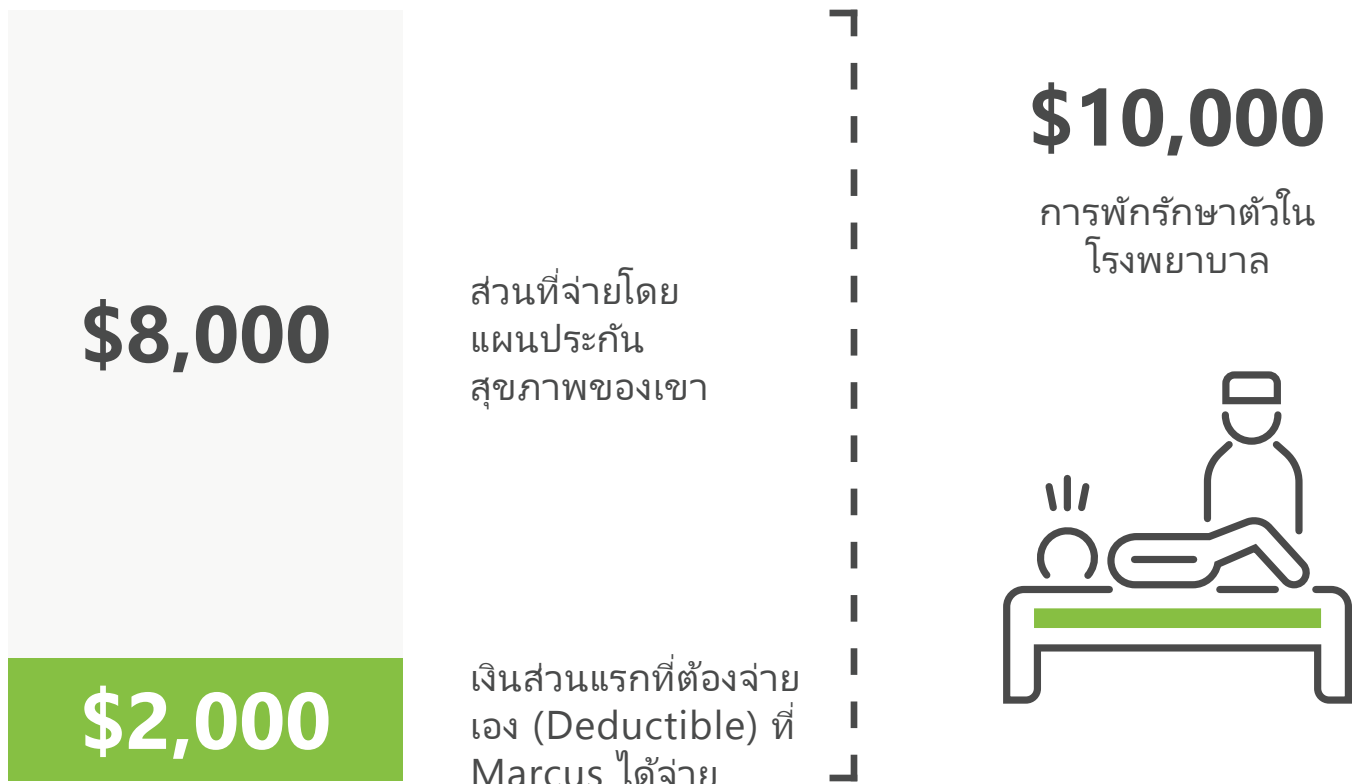 $10,000
การพักรักษาตัวใน
โรงพยาบาล
$8,000
ส่วนที่จ่ายโดย
แผนประกัน
สุขภาพของเขา
$2,000
เงินส่วนแรกที่ต้องจ่าย
เอง (Deductible) ที่
Marcus ได้จ่าย